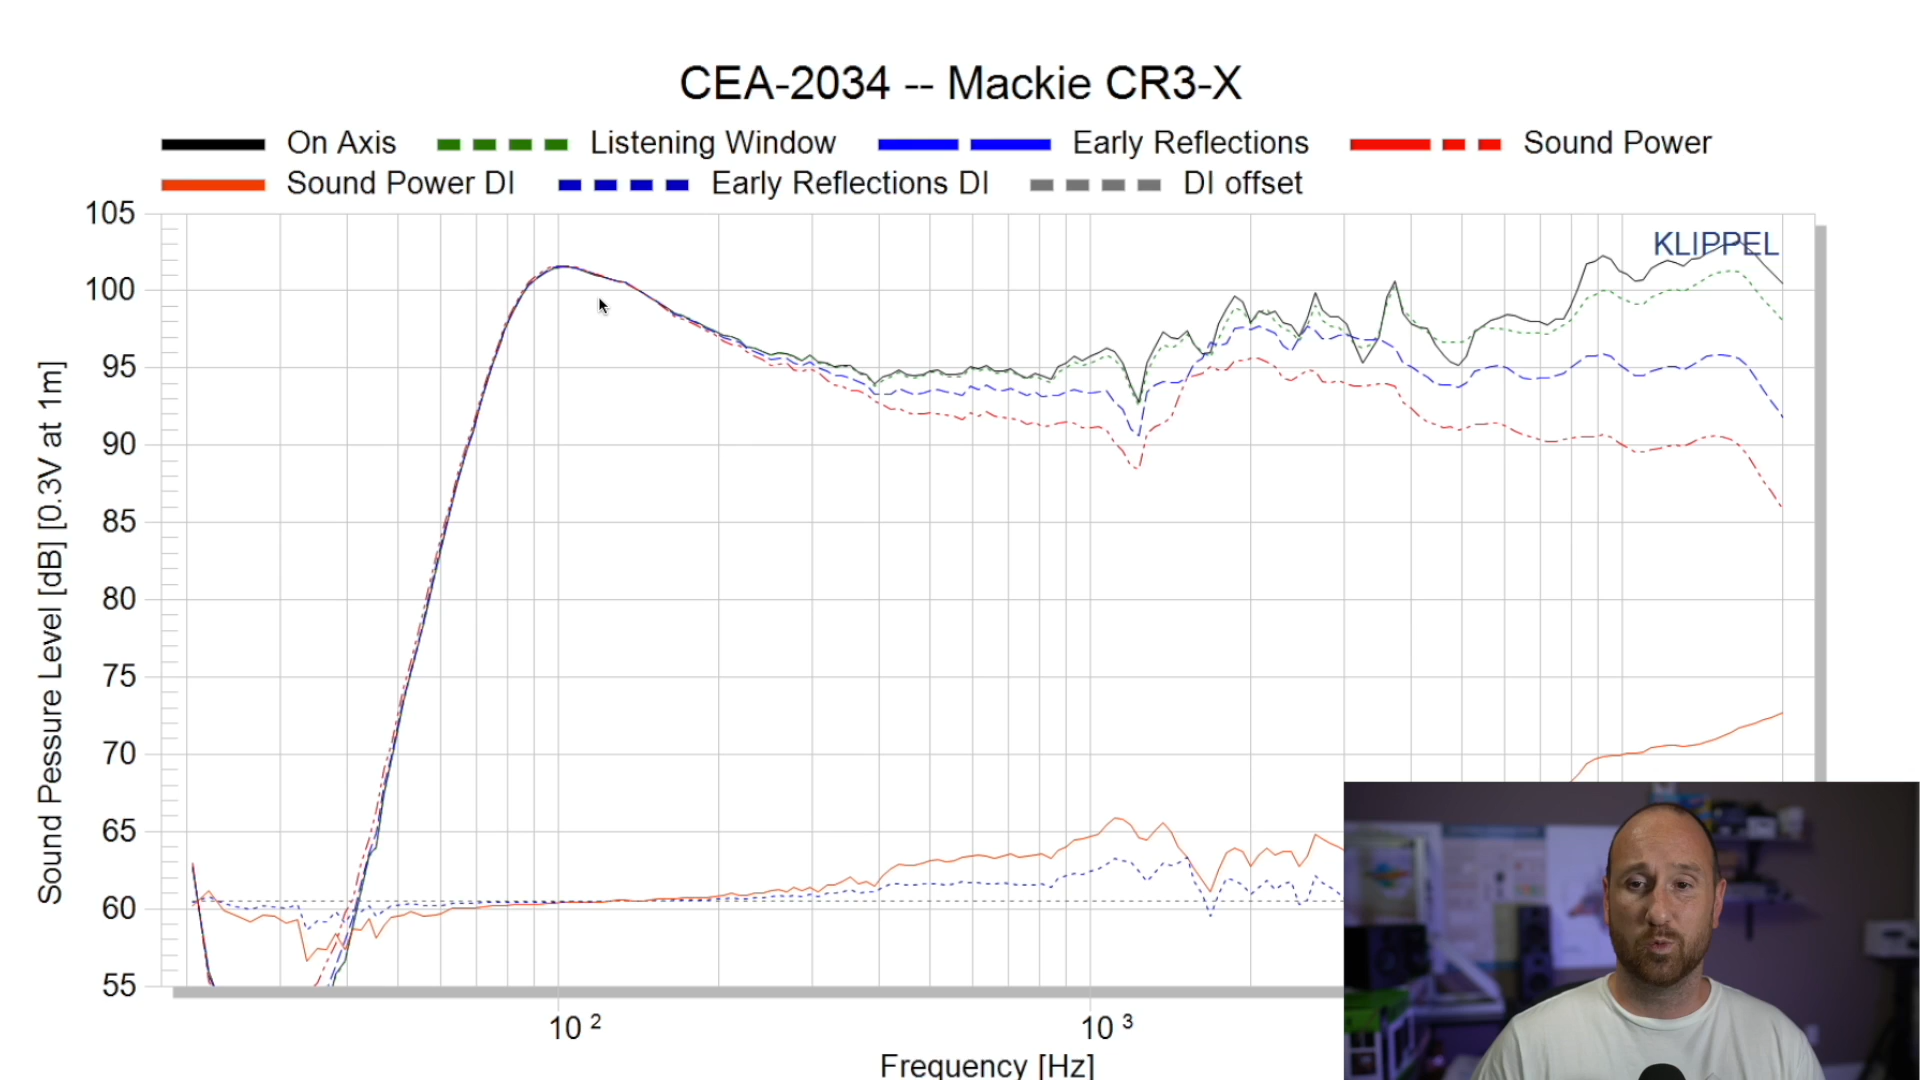 CEA-2034 -- Mackie CR3-X
On Axis Listening Window Early Reflections Sound Power
Sound Power DI Early Reflections DI DI offset
KLIPPEL
105
100
95
90
85
80
75
70
65
60
55
Sound Pessure Level [dB] [0.3V at 1m]
10 2 10 3
Frequency [Hz]